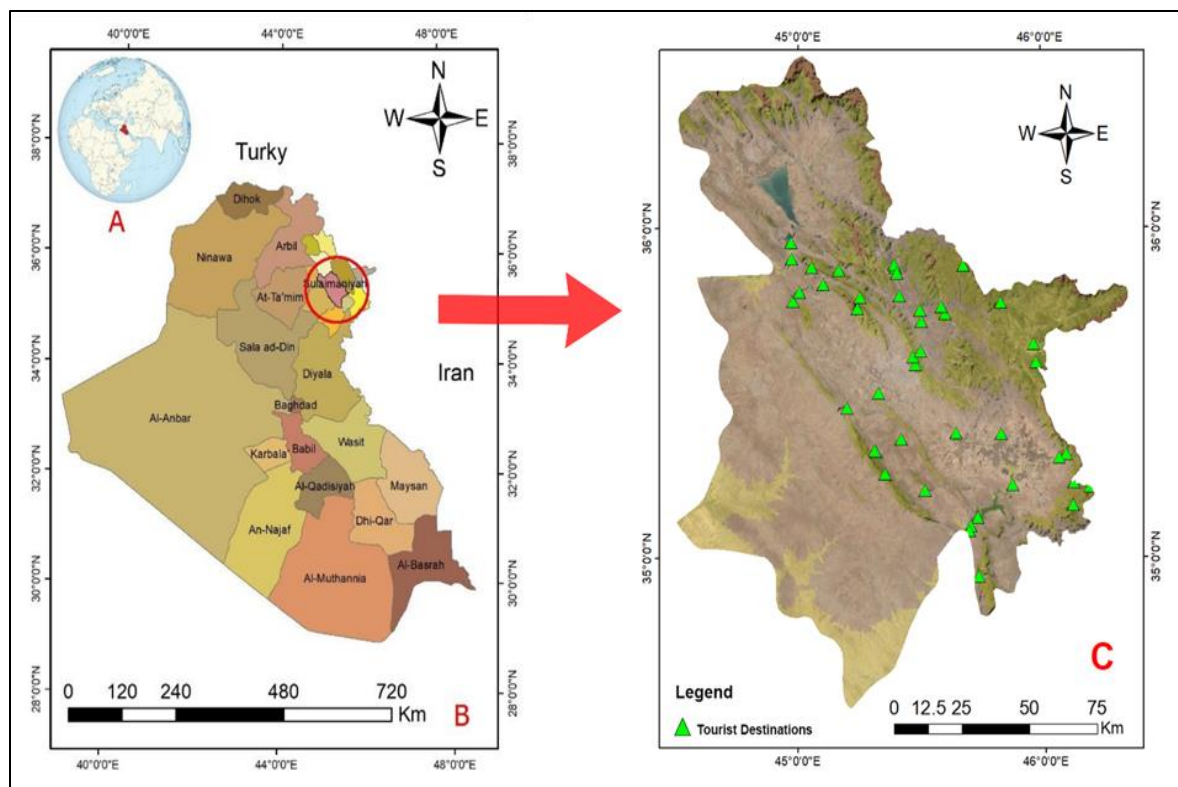 40°0'0"E
44°0'0"E
48°0'0"E
N
W
E
S
38°0'0"N
36°0'0"N
34°0'0"N
32°0'0"N
30°0'0"N
28°0'0"N
38°0'0"N
36°0'0"N
34°0'0"N
32°0'0"N
30°0'0"N
28°0'0"N
A
Turky
Dihok
Ninawa
Arbil
Sulaimaniyah
At-Ta'mim
Sala ad-Din
Diyala
Iran
Baghdad
Al-Anbar
Wasit
Karbala
Babil
Al-Qadisiyah
Maysan
An-Najaf
Dhi-Qar
Al-Basrah
Al-Muthannia
0 120 240 480 720
Km
B
40°0'0"E
44°0'0"E
48°0'0"E
45°0'0"E
46°0'0"E
N
W
E
S
36°0'0"N
36°0'0"N
35°0'0"N
35°0'0"N
C
Legend
Tourist Destinations
0 12.5 25 50 75
Km
45°0'0"E
46°0'0"E